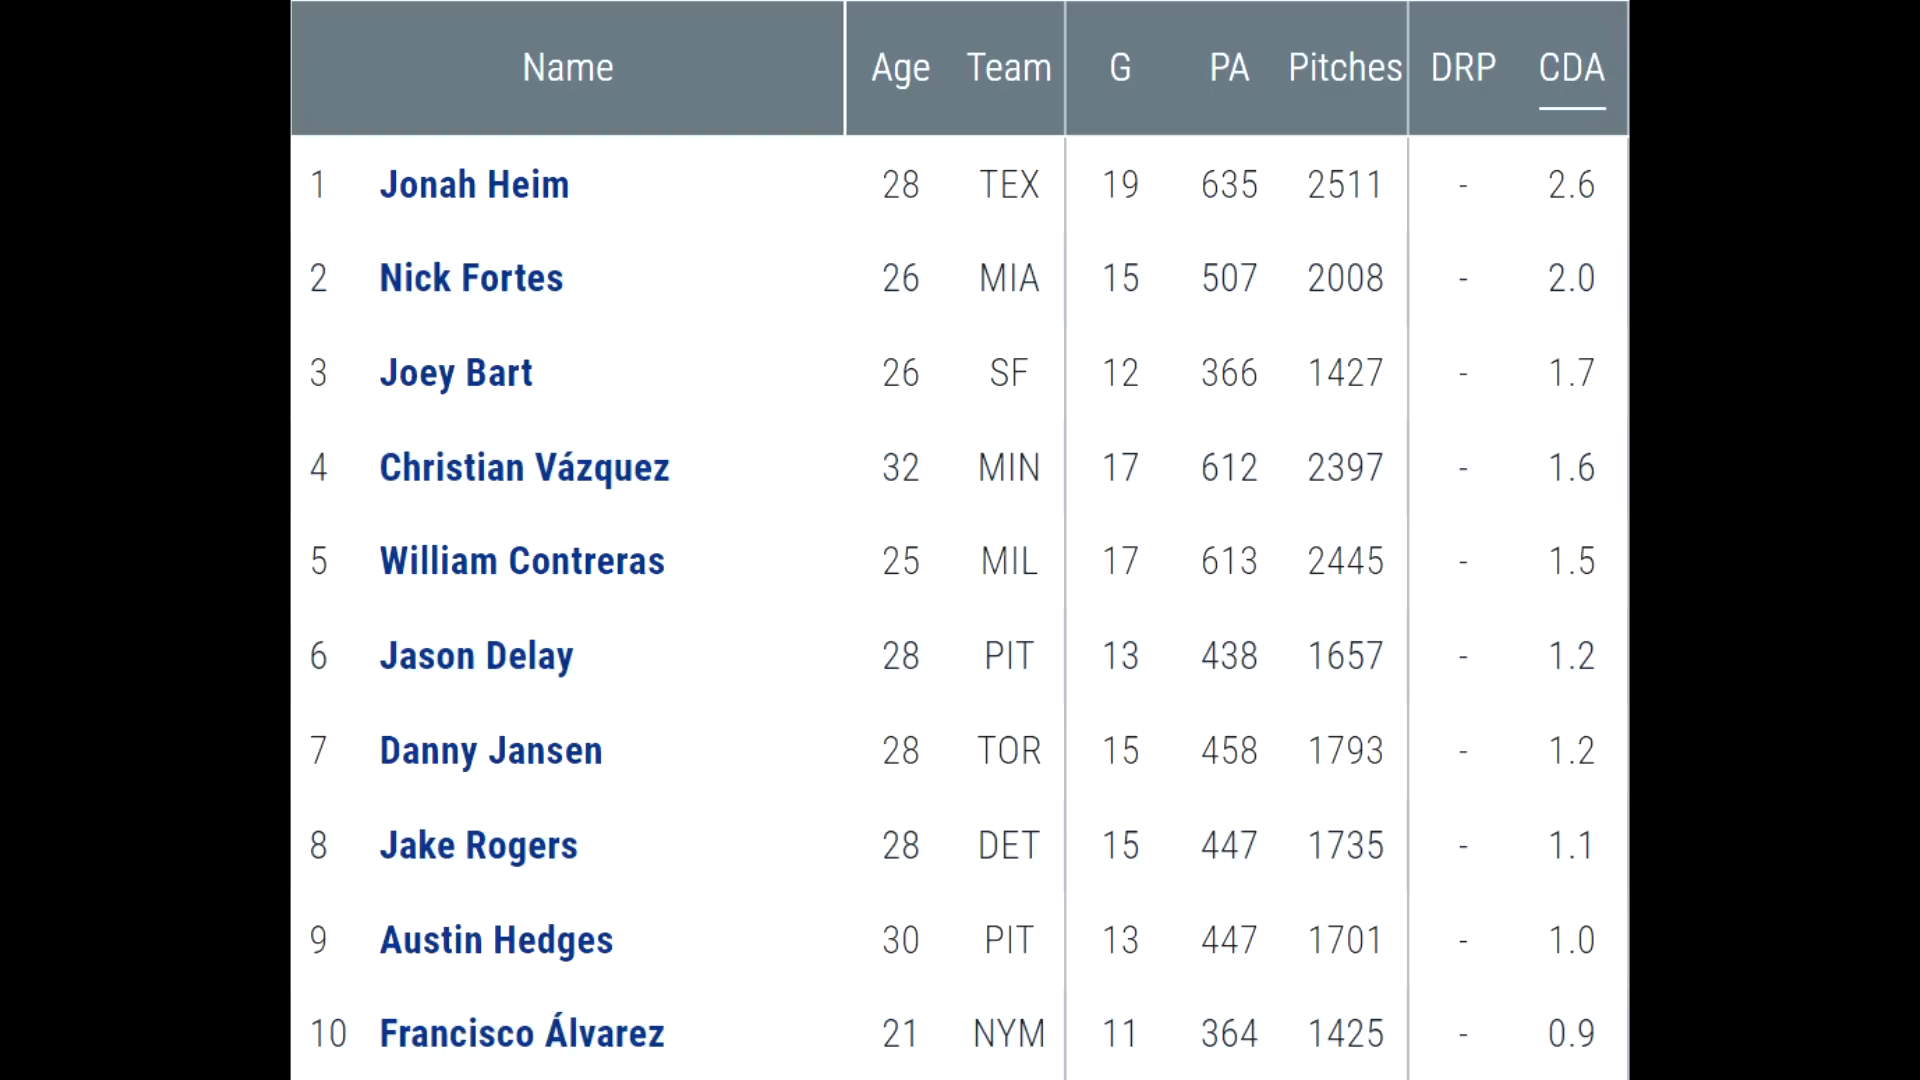 Name Age Team G PA Pitches DRP CDA
1 Jonah Heim 28 TEX 19 635 2511 - 2.6
2 Nick Fortes 26 MIA 15 507 2008 - 2.0
3 Joey Bart 26 SF 12 366 1427 - 1.7
4 Christian Vázquez 32 MIN 17 612 2397 - 1.6
5 William Contreras 25 MIL 17 613 2445 - 1.5
6 Jason Delay 28 PIT 13 438 1657 - 1.2
7 Danny Jansen 28 TOR 15 458 1793 - 1.2
8 Jake Rogers 28 DET 15 447 1735 - 1.1
9 Austin Hedges 30 PIT 13 447 1701 - 1.0
10 Francisco Álvarez 21 NYM 11 364 1425 - 0.9